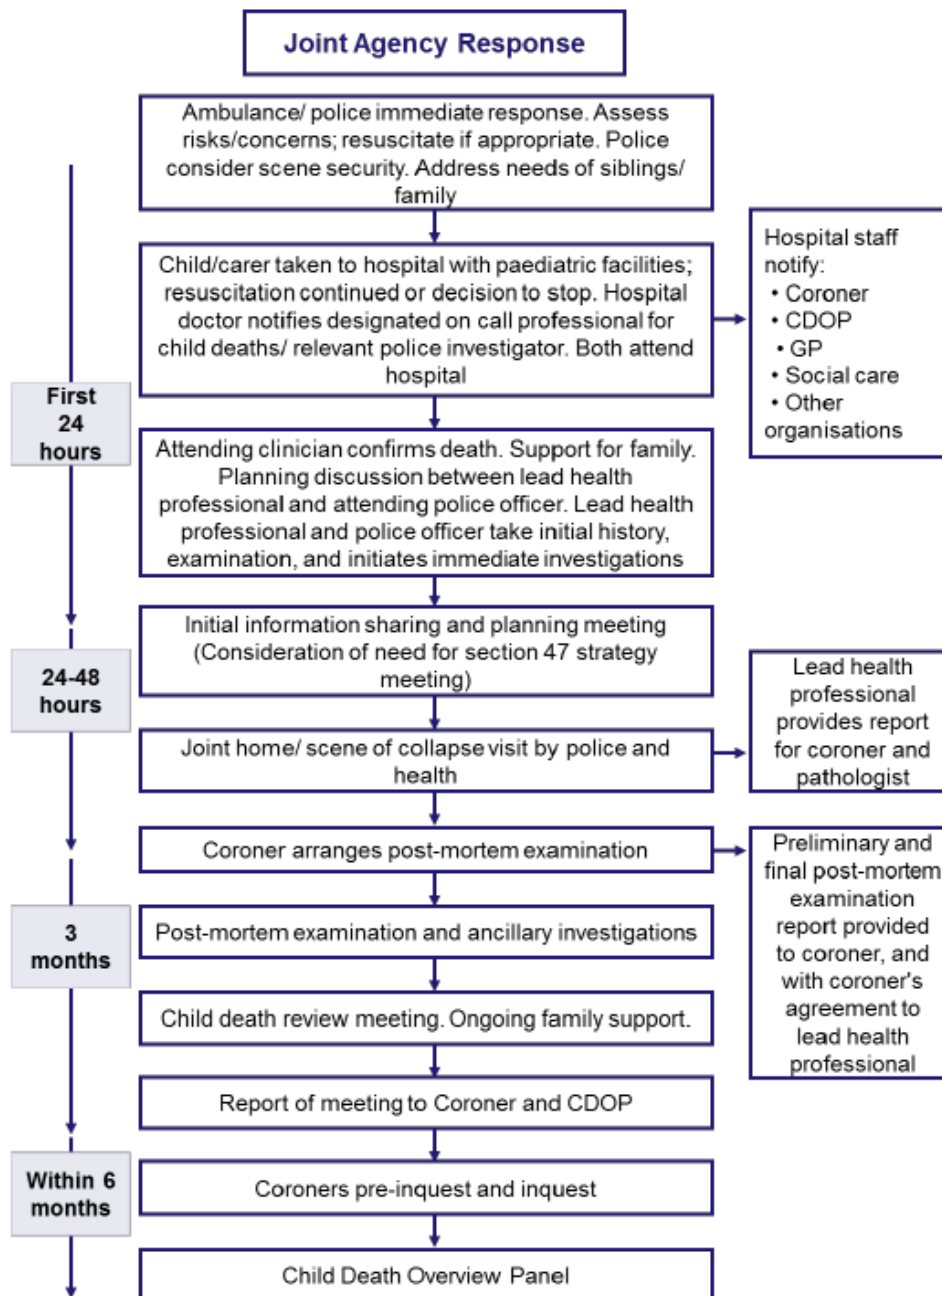 Joint Agency Response
Ambulance/ police immediate response. Assess
risks/concerns; resuscitate if appropriate. Police
consider scene security. Address needs of siblings/
family
Child/carer taken to hospital with paediatric facilities;
resuscitation continued or decision to stop. Hospital
doctor notifies designated on call professional for
child deaths/ relevant police investigator. Both attend
hospital
Hospital staff
notify:
• Coroner
• CDOP
• GP
• Social care
• Other
organisations
First
24
hours
Attending clinician confirms death. Support for family.
Planning discussion between lead health
professional and attending police officer. Lead health
professional and police officer take initial history,
examination, and initiates immediate investigations
24-48
hours
Initial information sharing and planning meeting
(Consideration of need for section 47 strategy
meeting)
Joint home/ scene of collapse visit by police and
health
Lead health
professional
provides report
for coroner and
pathologist
Coroner arranges post-mortem examination
Preliminary and
final post-mortem
examination
report provided
to coroner, and
with coroner's
agreement to
lead health
professional
3
months
Post-mortem examination and ancillary investigations
Child death review meeting. Ongoing family support.
Report of meeting to Coroner and CDOP
Within 6
months
Coroners pre-inquest and inquest
Child Death Overview Panel